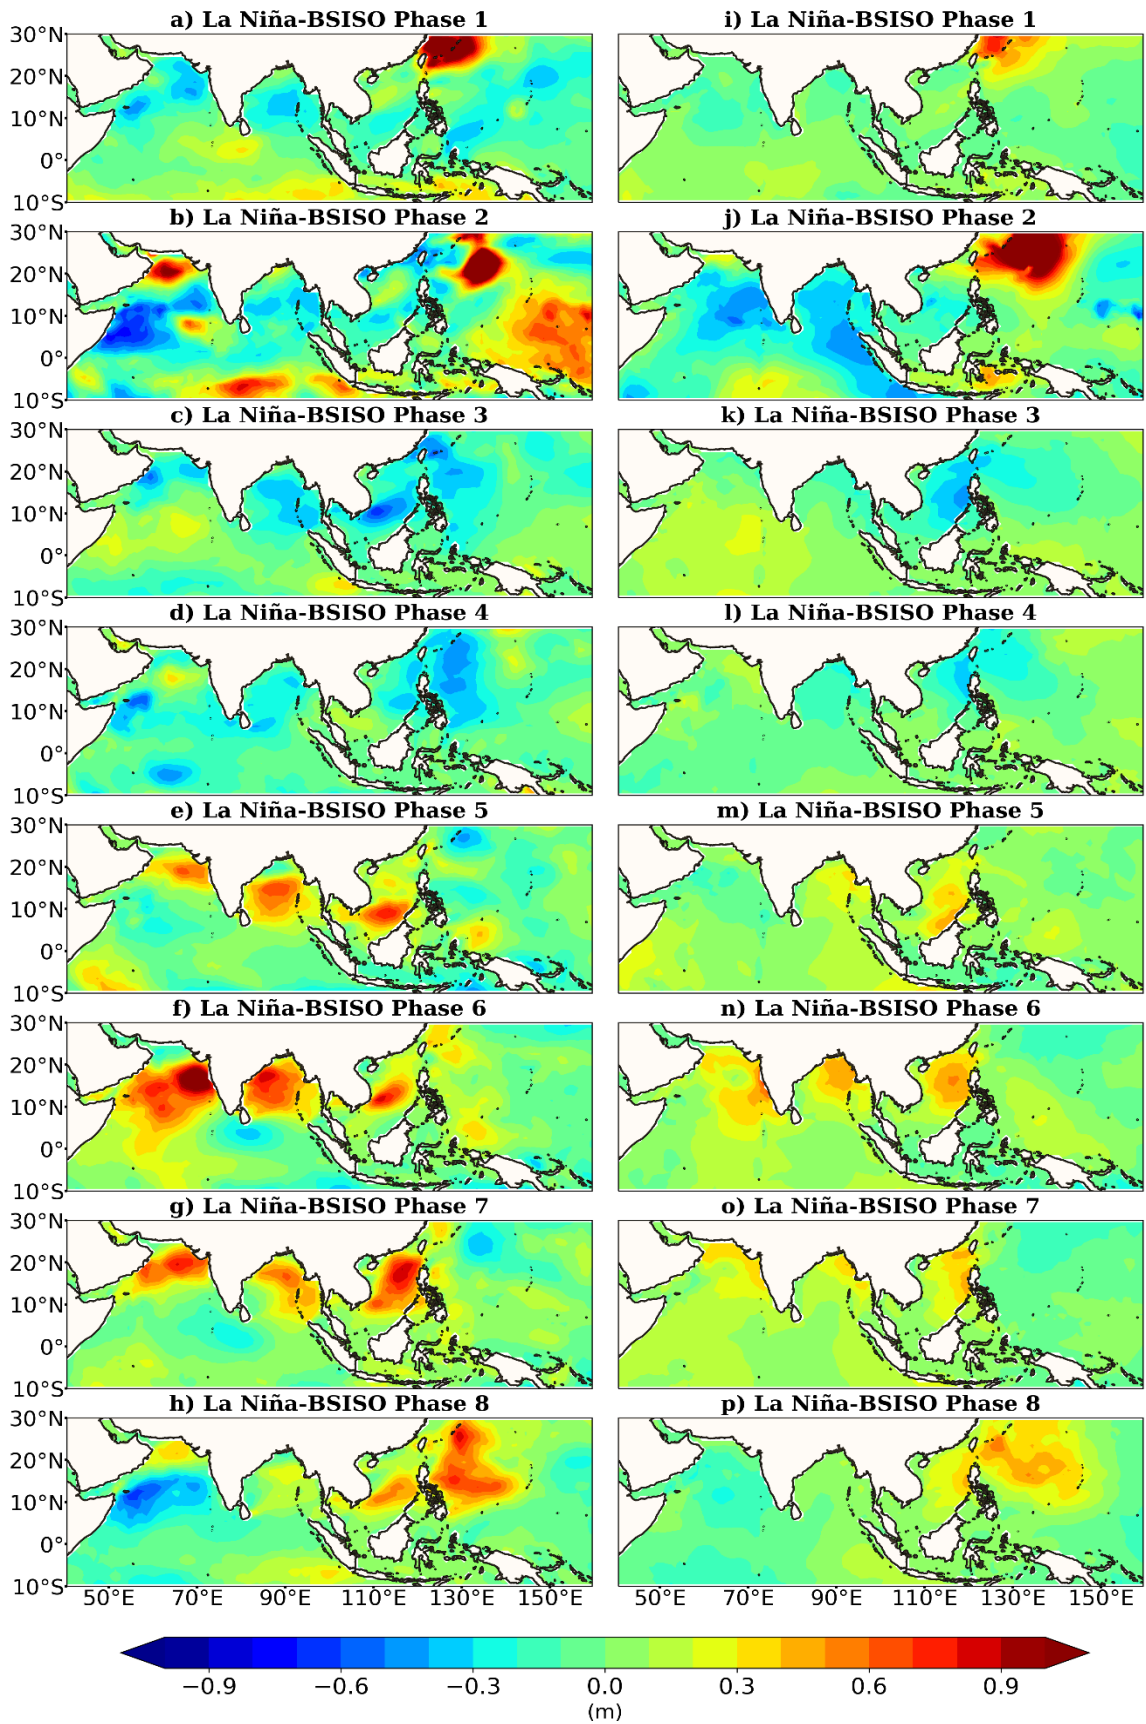 a) La Niña-BSISO Phase 1
i) La Niña-BSISO Phase 1
30°N
20°N
10°N
0°
10°S
b) La Niña-BSISO Phase 2
j) La Niña-BSISO Phase 2
30°N
20°N
10°N
0°
10°S
c) La Niña-BSISO Phase 3
k) La Niña-BSISO Phase 3
30°N
20°N
10°N
0°
10°S
d) La Niña-BSISO Phase 4
l) La Niña-BSISO Phase 4
30°N
20°N
10°N
0°
10°S
e) La Niña-BSISO Phase 5
m) La Niña-BSISO Phase 5
30°N
20°N
10°N
0°
10°S
f) La Niña-BSISO Phase 6
n) La Niña-BSISO Phase 6
30°N
20°N
10°N
0°
10°S
g) La Niña-BSISO Phase 7
o) La Niña-BSISO Phase 7
30°N
20°N
10°N
0°
10°S
h) La Niña-BSISO Phase 8
p) La Niña-BSISO Phase 8
30°N
20°N
10°N
0°
10°S
50°E 70°E 90°E 110°E 130°E 150°E
50°E 70°E 90°E 110°E 130°E 150°E
−0.9 −0.6 −0.3 0.0 0.3 0.6 0.9
(m)